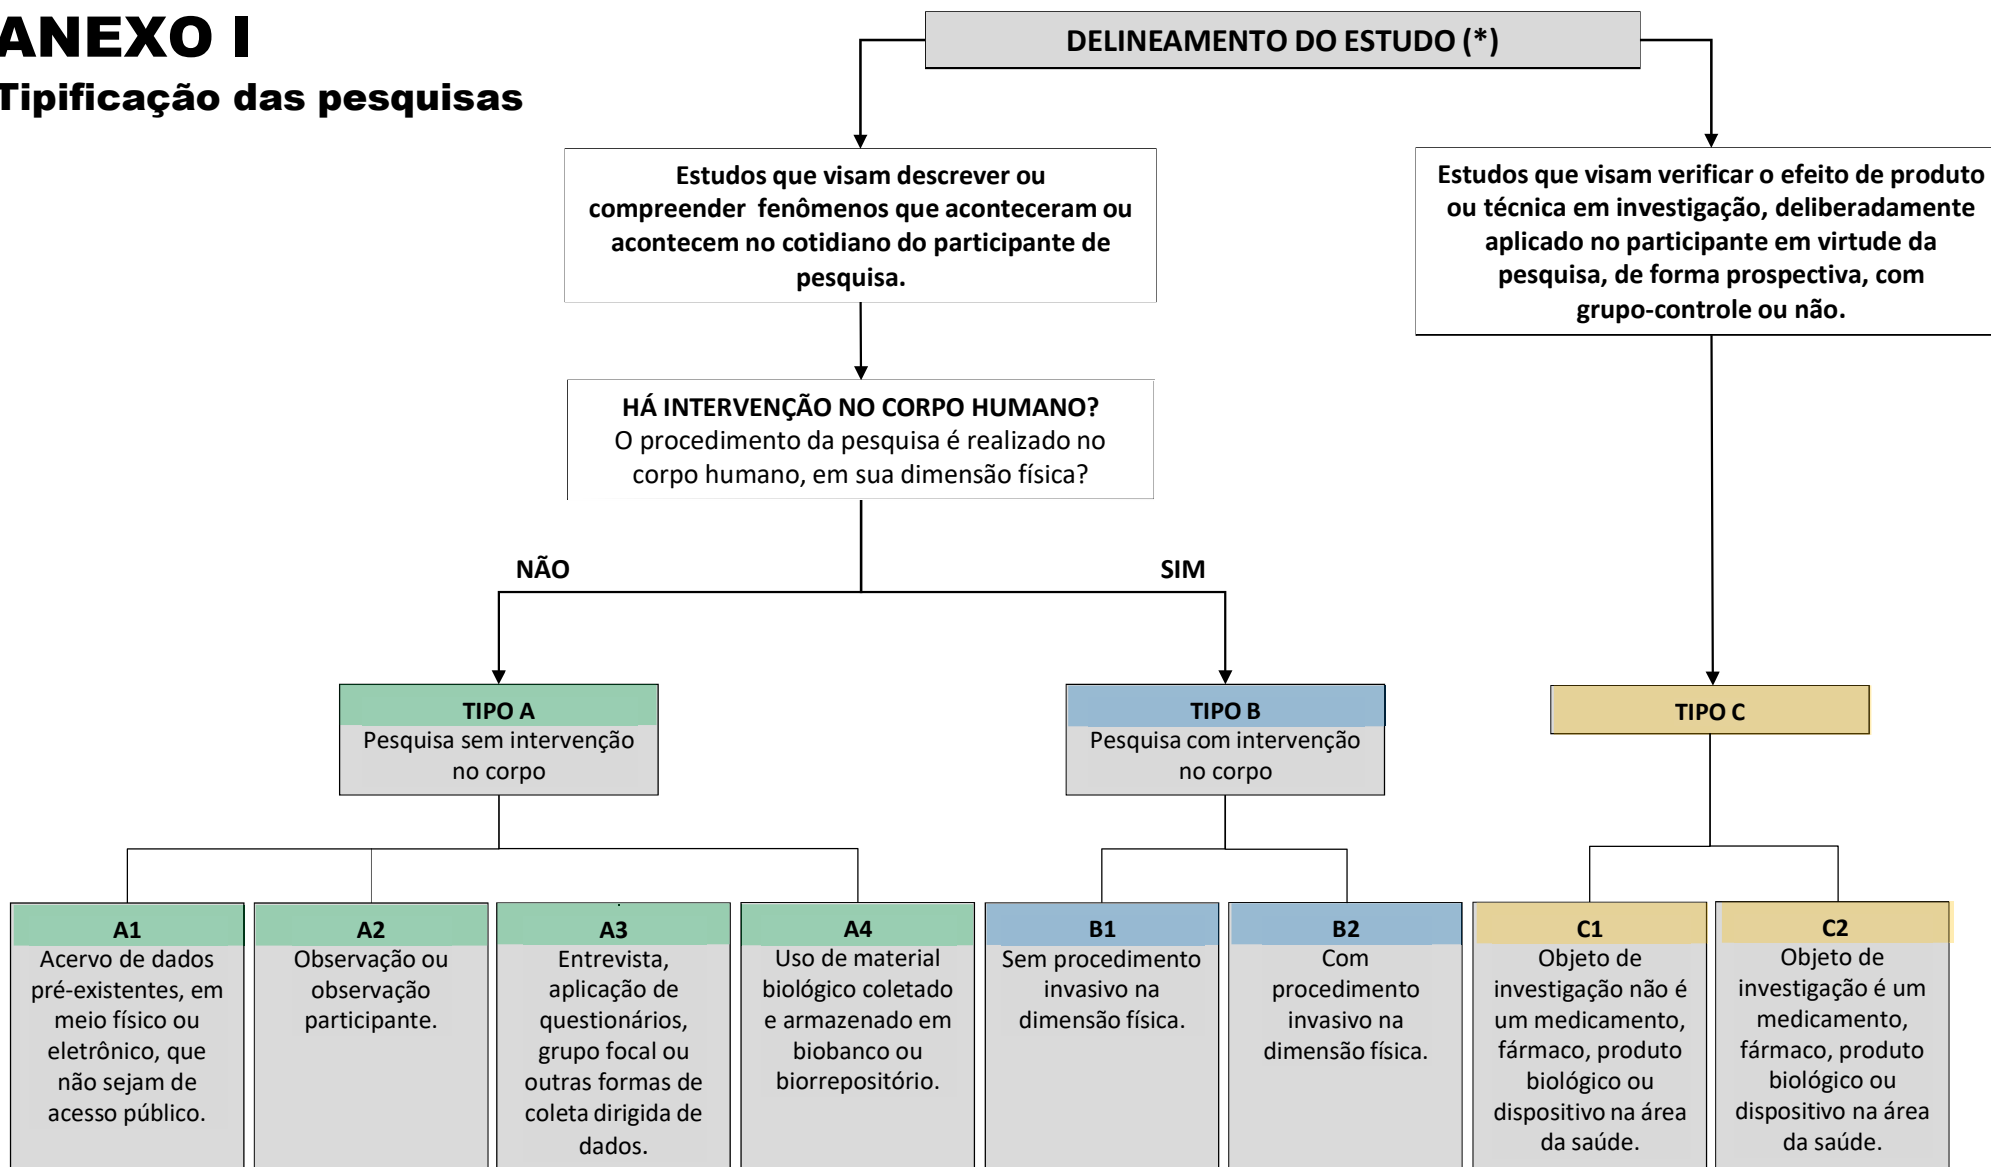 ANEXO I
Tipificação das pesquisas
DELINEAMENTO DO ESTUDO (*)
Estudos que visam descrever ou
compreender fenômenos que aconteceram ou
acontecem no cotidiano do participante de
pesquisa.
Estudos que visam verificar o efeito de produto
ou técnica em investigação, deliberadamente
aplicado no participante em virtude da
pesquisa, de forma prospectiva, com
grupo-controle ou não.
HÁ INTERVENÇÃO NO CORPO HUMANO?
O procedimento da pesquisa é realizado no
corpo humano, em sua dimensão física?
NÃO
SIM
TIPO A
Pesquisa sem intervenção
no corpo
TIPO B
Pesquisa com intervenção
no corpo
TIPO C
A1
Acervo de dados
pré-existentes, em
meio físico ou
eletrônico, que
não sejam de
acesso público.
A2
Observação ou
observação
participante.
A3
Entrevista,
aplicação de
questionários,
grupo focal ou
outras formas de
coleta dirigida de
dados.
A4
Uso de material
biológico coletado
e armazenado em
biobanco ou
biorrepositório.
B1
Sem procedimento
invasivo na
dimensão física.
B2
Com
procedimento
invasivo na
dimensão física.
C1
Objeto de
investigação não é
um medicamento,
fármaco, produto
biológico ou
dispositivo na área
da saúde.
C2
Objeto de
investigação é um
medicamento,
fármaco, produto
biológico ou
dispositivo na área
da saúde.